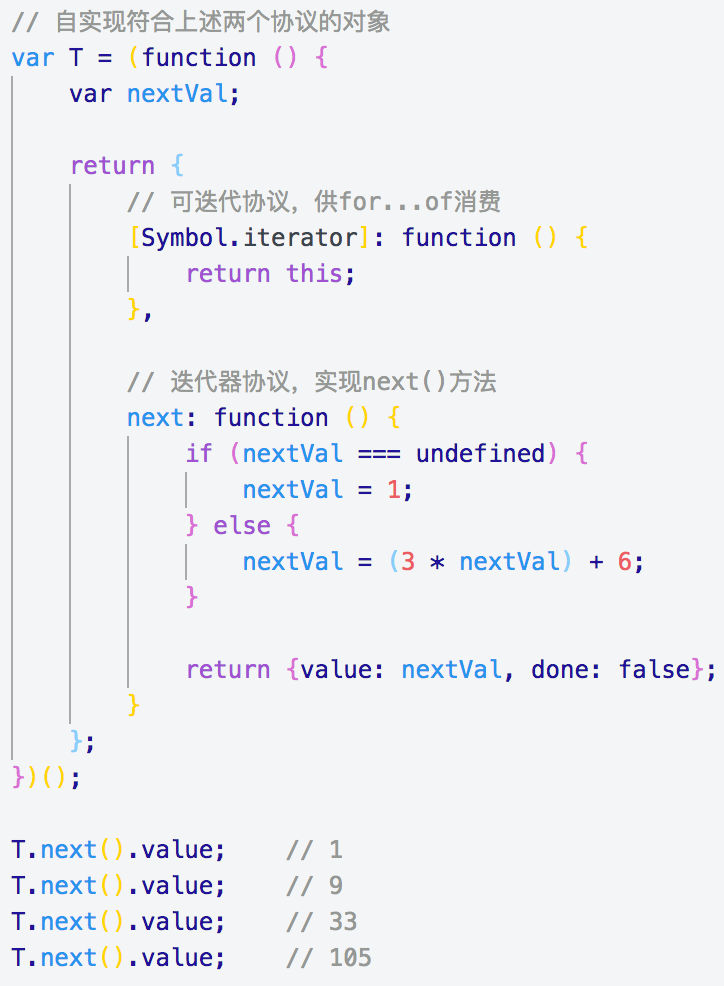 // 自实现符合上述两个协议的对象
var T = (function () {
    var nextVal;

    return {
        // 可迭代协议，供for...of消费
        [Symbol.iterator]: function () {
            return this;
        },

        // 迭代器协议，实现next()方法
        next: function () {
            if (nextVal === undefined) {
                nextVal = 1;
            } else {
                nextVal = (3 * nextVal) + 6;
            }

            return {value: nextVal, done: false};
        }
    };
})();

T.next().value;    // 1
T.next().value;    // 9
T.next().value;    // 33
T.next().value;    // 105